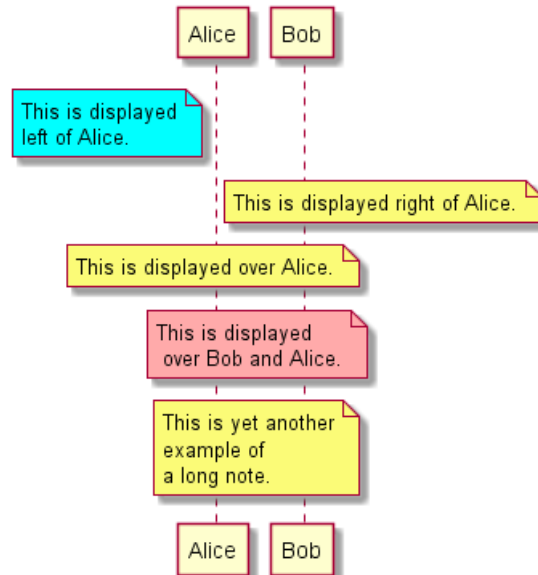 Alice
Bob
This is displayed
left of Alice.
This is displayed right of Alice.
This is displayed over Alice.
This is displayed
over Bob and Alice.
This is yet another
example of
a long note.
Alice
Bob